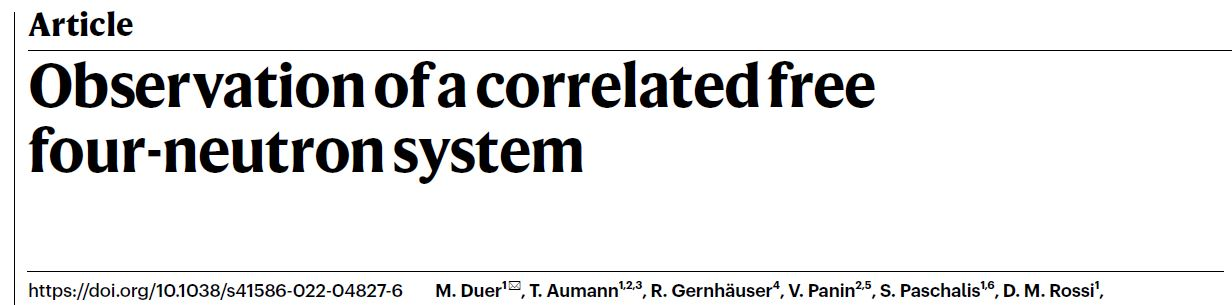 Article
Observation of a correlated free
four-neutron system
https://doi.org/10.1038/s41586-022-04827-6 M. Duer1✉, T. Aumann1,2,3, R. Gernhäuser4, V. Panin2,5, S. Paschalis1,6, D. M. Rossi1,